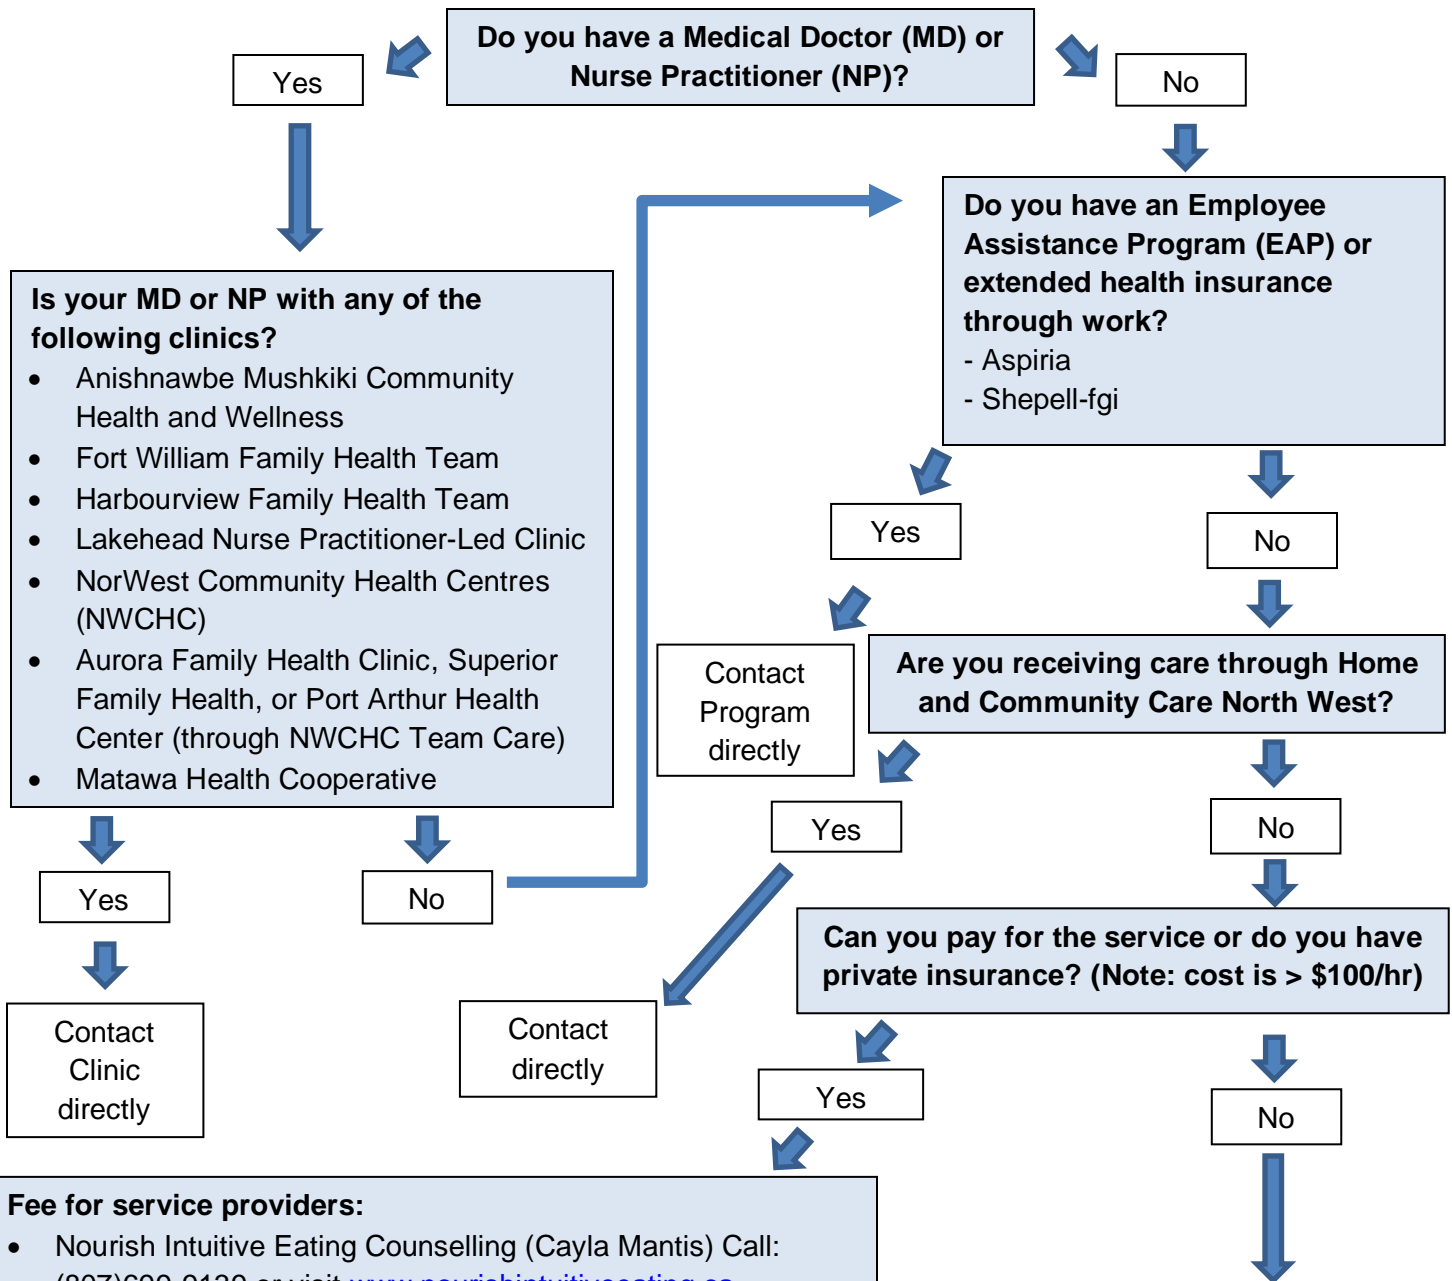 Do you have a Medical Doctor (MD) or
Nurse Practitioner (NP)?
Yes
No
Is your MD or NP with any of the
following clinics?
• Anishnawbe Mushkiki Community
Health and Wellness
• Fort William Family Health Team
• Harbourview Family Health Team
• Lakehead Nurse Practitioner-Led Clinic
• NorWest Community Health Centres
(NWCHC)
• Aurora Family Health Clinic, Superior
Family Health, or Port Arthur Health
Center (through NWCHC Team Care)
• Matawa Health Cooperative
Yes
No
Contact
Clinic
directly
Do you have an Employee
Assistance Program (EAP) or
extended health insurance
through work?
- Aspiria
- Shepell-fgi
Yes
No
Contact
Program
directly
Are you receiving care through Home
and Community Care North West?
Yes
No
Contact
directly
Can you pay for the service or do you have
private insurance? (Note: cost is > $100/hr)
Yes
No
Fee for service providers:
• Nourish Intuitive Eating Counselling (Cayla Mantis) Call:
or visit www.nourishintuitiveeating.ca